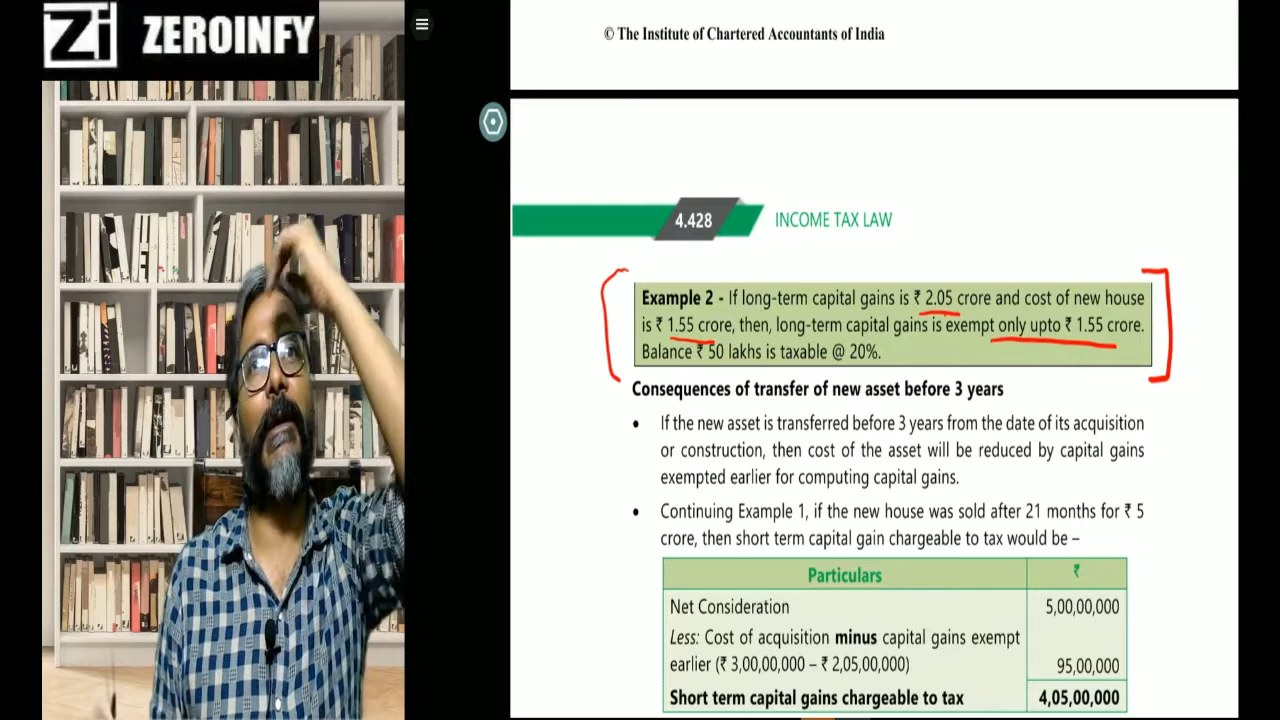 Zi ZEROINFY
© The Institute of Chartered Accountants of India
4.428 INCOME TAX LAW
Example 2 - If long-term capital gains is ₹ 2.05 crore and cost of new house
is ₹ 1.55 crore, then, long-term capital gains is exempt only upto ₹ 1.55 crore.
Balance ₹ 50 lakhs is taxable @ 20%.
Consequences of transfer of new asset before 3 years
• If the new asset is transferred before 3 years from the date of its acquisition
or construction, then cost of the asset will be reduced by capital gains
exempted earlier for computing capital gains.
• Continuing Example 1, if the new house was sold after 21 months for ₹ 5
crore, then short term capital gain chargeable to tax would be –
Particulars ₹
Net Consideration 5,00,00,000
Less: Cost of acquisition minus capital gains exempt
earlier (₹ 3,00,00,000 – ₹ 2,05,00,000) 95,00,000
Short term capital gains chargeable to tax 4,05,00,000